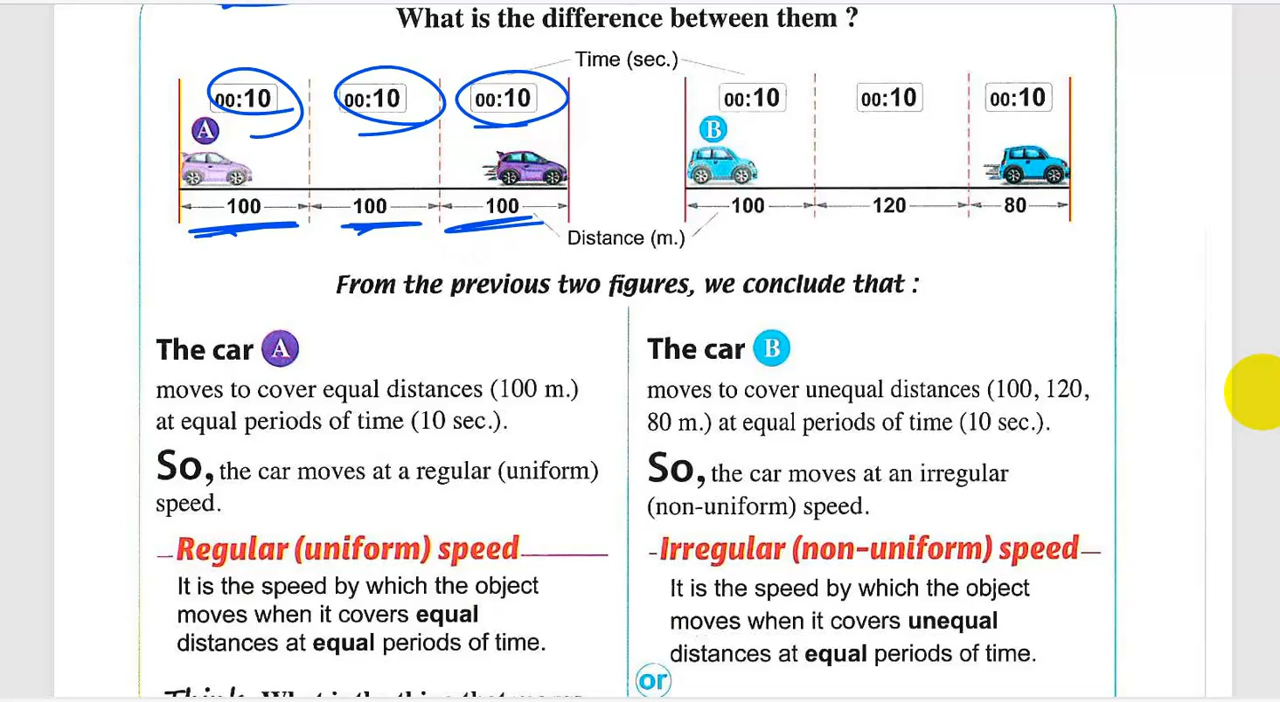 What is the difference between them ?
Time (sec.)
00:10 00:10 00:10 00:10 00:10 00:10
A B
100 100 100 100 120 80
Distance (m.)
From the previous two figures, we conclude that :
The car A
moves to cover equal distances (100 m.)
at equal periods of time (10 sec.).
So, the car moves at a regular (uniform)
speed.
Regular (uniform) speed
It is the speed by which the object
moves when it covers equal
distances at equal periods of time.
The car B
moves to cover unequal distances (100, 120,
80 m.) at equal periods of time (10 sec.).
So, the car moves at an irregular
(non-uniform) speed.
Irregular (non-uniform) speed
It is the speed by which the object
moves when it covers unequal
distances at equal periods of time.
or